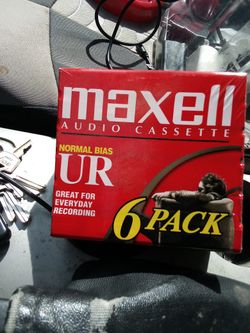 maxell
AUDIO CASSETTE
NORMAL BIAS
UR
GREAT FOR
EVERYDAY
RECORDING
6 PACK